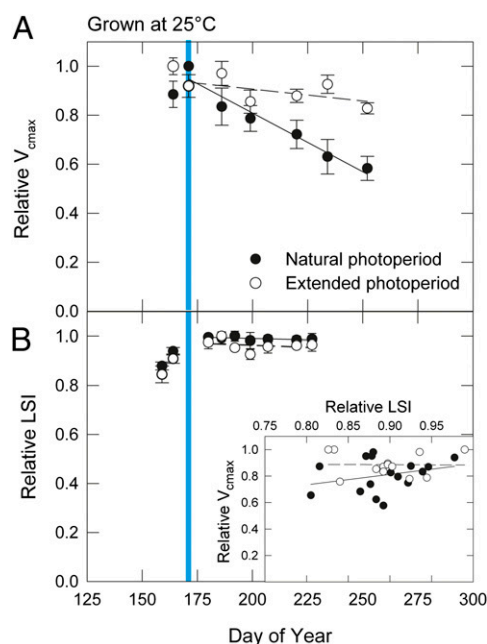 A
Grown at 25°C
Relative Vcmax
1.0
0.8
0.6
0.4
0.2
0.0
Natural photoperiod
Extended photoperiod
B
Relative LSI
1.0
0.8
0.6
0.4
0.2
0.0
Relative LSI
0.75 0.80 0.85 0.90 0.95
Relative Vcmax
1.0
0.8
0.6
0.4
0.2
125 150 175 200 225 250 275 300
Day of Year